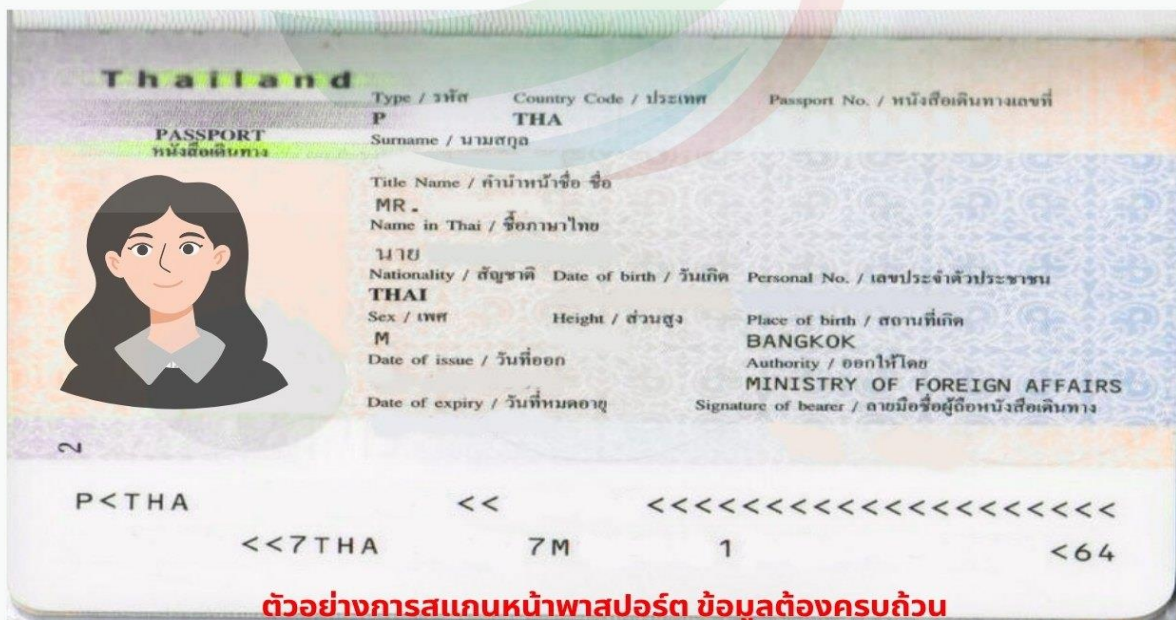 Thailand
PASSPORT
หนังสือเดินทาง
Type / รหัส Country Code / ประเทศ Passport No. / หนังสือเดินทางเลขที่
P THA
Surname / นามสกุล
Title Name / คำนำหน้าชื่อ ชื่อ
MR.
Name in Thai / ชื่อภาษาไทย
นาย
Nationality / สัญชาติ Date of birth / วันเกิด Personal No. / เลขประจำตัวประชาชน
THAI
Sex / เพศ Height / ส่วนสูง Place of birth / สถานที่เกิด
M BANGKOK
Date of issue / วันที่ออก Authority / ออกให้โดย
MINISTRY OF FOREIGN AFFAIRS
Date of expiry / วันที่หมดอายุ Signature of bearer / ลายมือชื่อผู้ถือหนังสือเดินทาง
2
P<THA << <<<<<<<<<<<<<<<<<<<<<
<<7THA 7M 1 <64
ตัวอย่างการสแกนหน้าพาสปอร์ต ข้อมูลต้องครบถ้วน